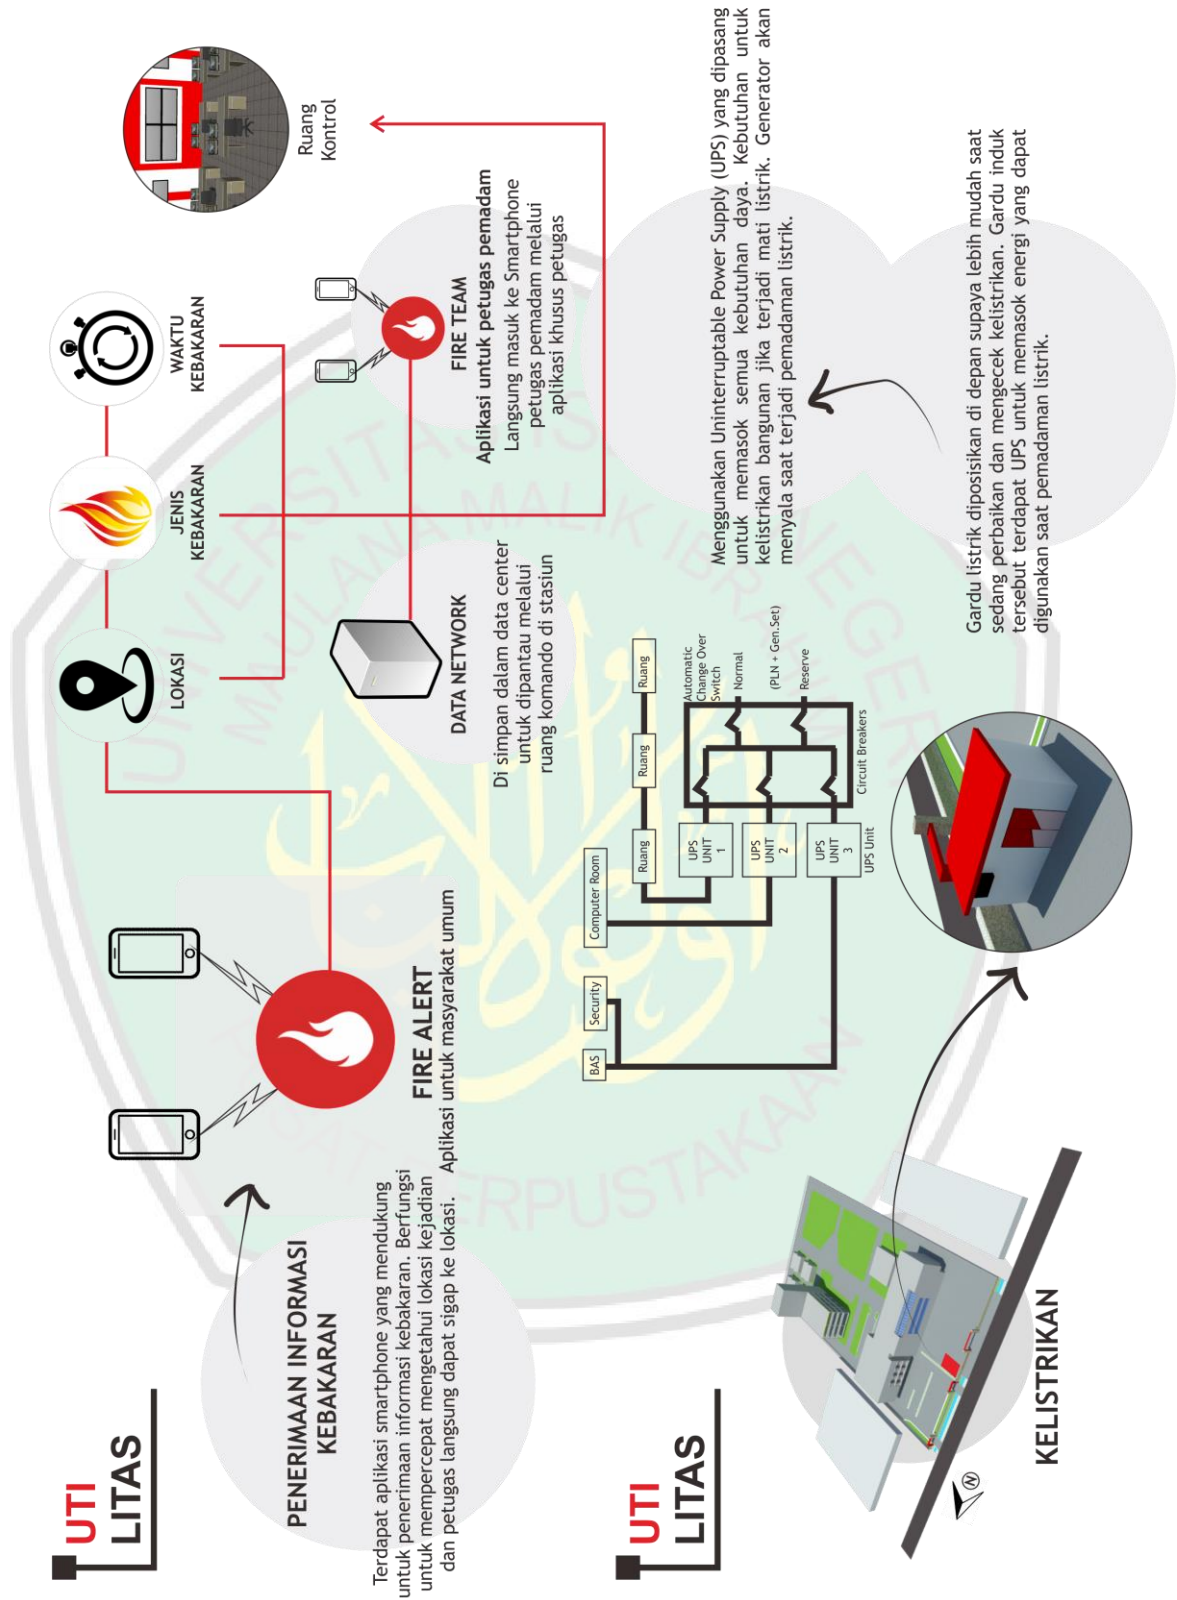 UTI
LITAS
PENERIMAAN INFORMASI
KEBAKARAN
Terdapat aplikasi smartphone yang mendukung
untuk penerimaan informasi kebakaran. Berfungsi
untuk mempercepat mengetahui lokasi kejadian
dan petugas langsung dapat sigap ke lokasi.
FIRE ALERT
Aplikasi untuk masyarakat umum
LOKASI
JENIS
KEBAKARAN
WAKTU
KEBAKARAN
Ruang
Kontrol
DATA NETWORK
Di simpan dalam data center
untuk dipantau melalui
ruang komando di stasiun
FIRE TEAM
Aplikasi untuk petugas pemadam
Langsung masuk ke Smartphone
petugas pemadam melalui
aplikasi khusus petugas
UTI
LITAS
KELISTRIKAN
N
BAS
Security
Computer Room
Ruang
Ruang
Ruang
UPS
UNIT
1
UPS
UNIT
2
UPS
UNIT
3
UPS Unit
Circuit Breakers
Automatic
Change Over
Switch
Normal
(PLN + Gen.Set)
Reserve
Menggunakan Uninterruptable Power Supply (UPS) yang dipasang
untuk memasok semua kebutuhan daya. Kebutuhan untuk
kelistrikan bangunan jika terjadi mati listrik. Generator akan
menyala saat terjadi pemadaman listrik.
Gardu listrik diposisikan di depan supaya lebih mudah saat
sedang perbaikan dan mengecek kelistrikan. Gardu induk
tersebut terdapat UPS untuk memasok energi yang dapat
digunakan saat pemadaman listrik.